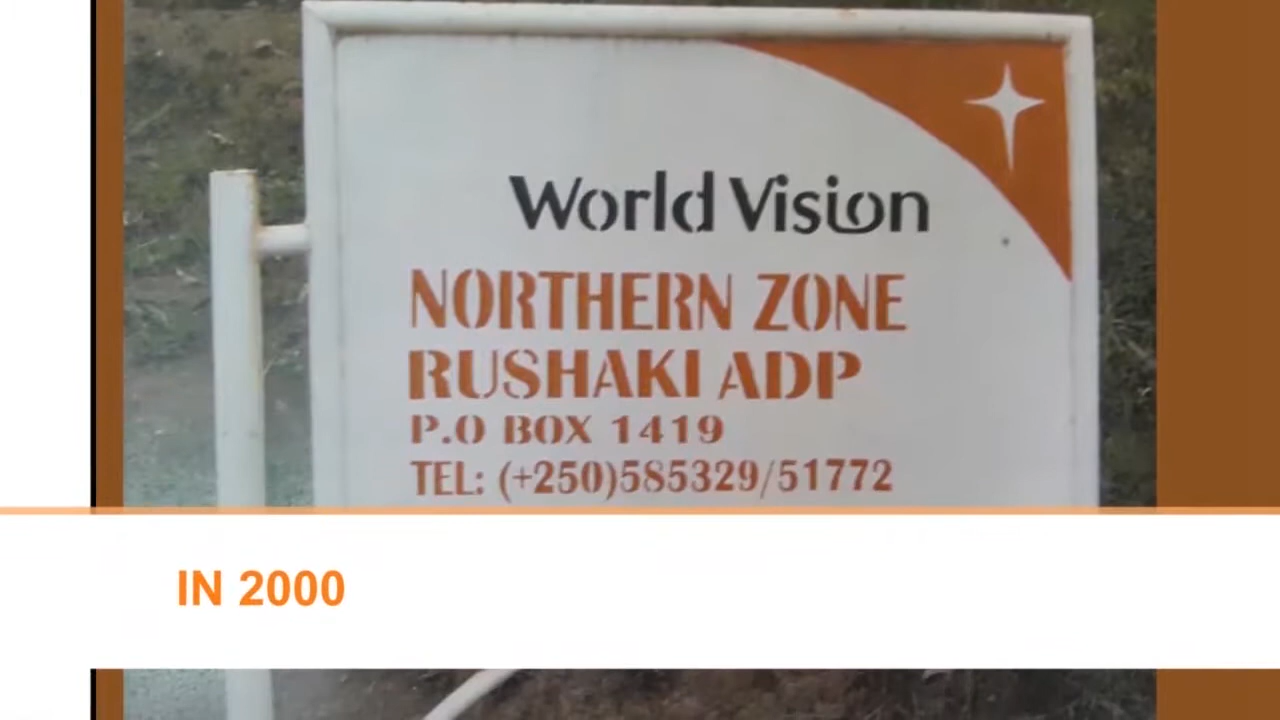 World Vision
NORTHERN ZONE
RUSHAKI ADP
P.O BOX 1419
TEL: (+250)585329/51772
IN 2000